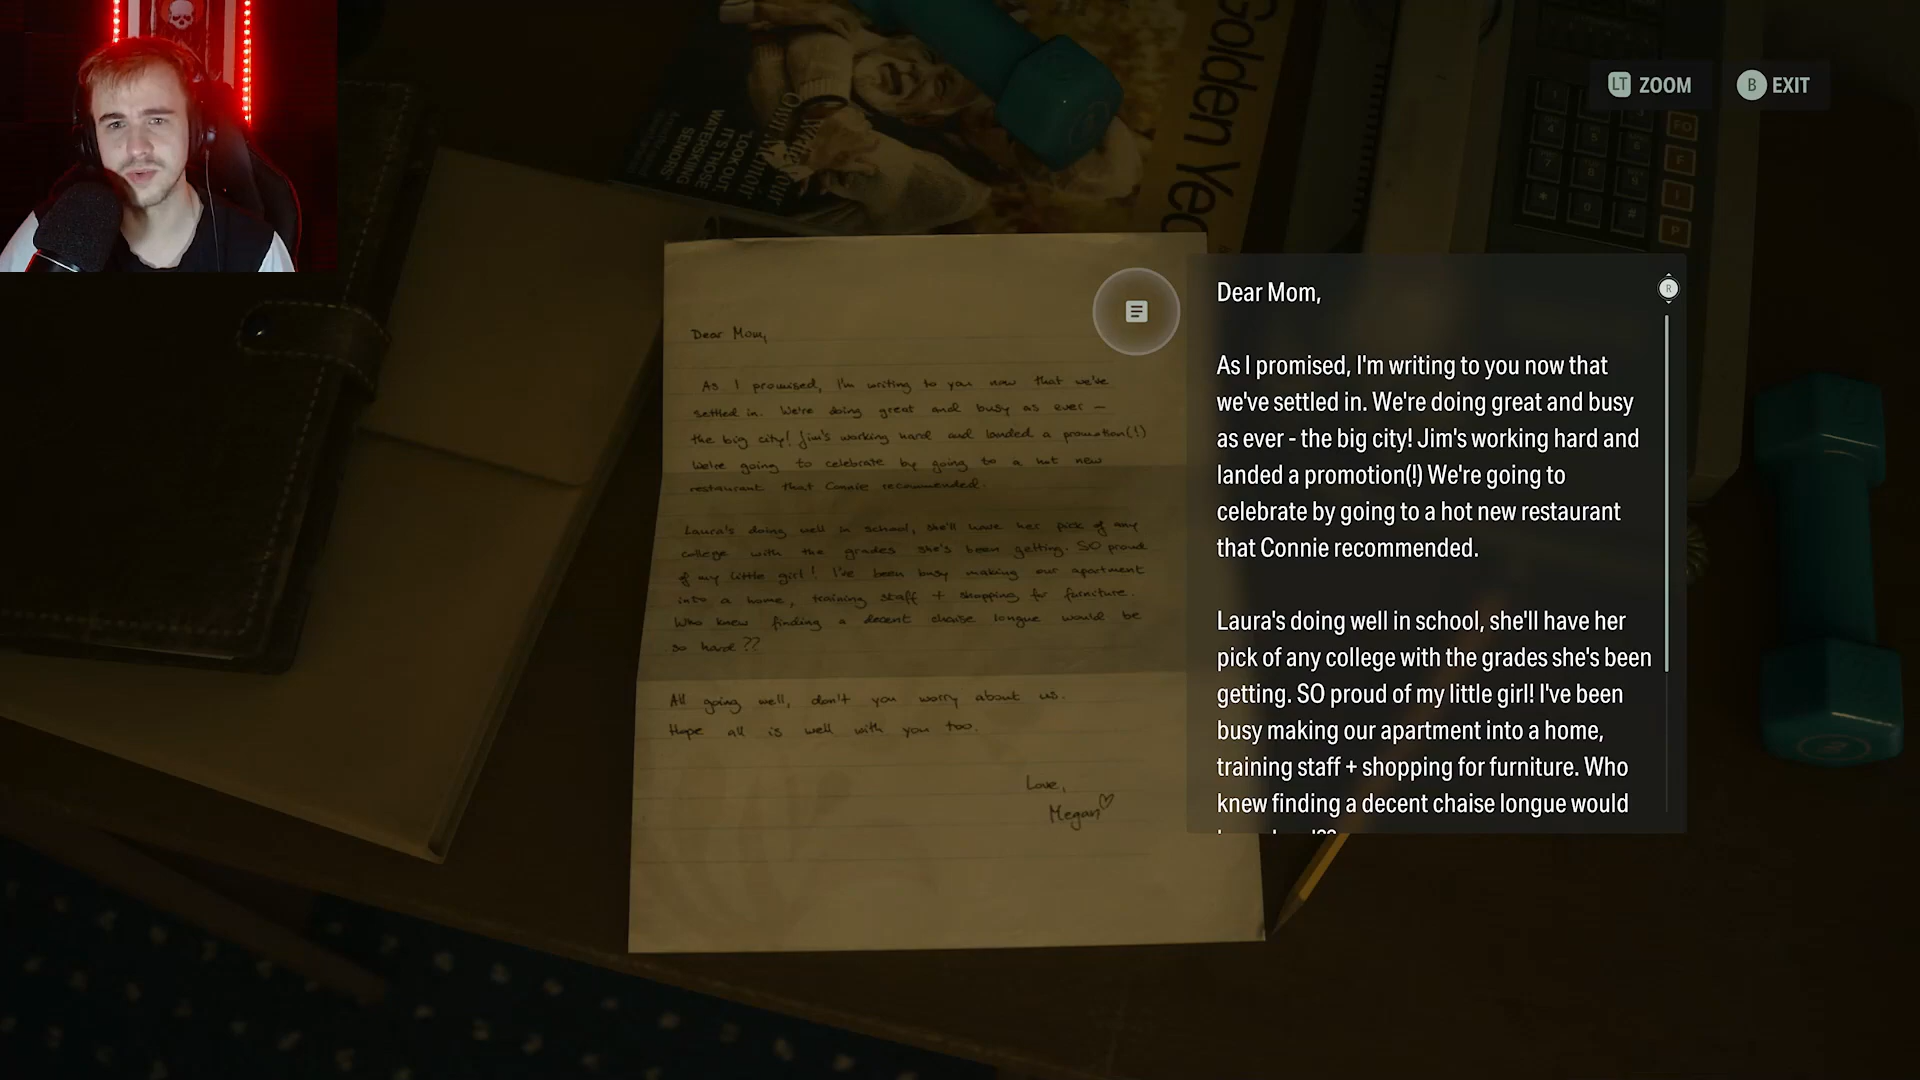 LT ZOOM
B EXIT
Golden Yea
"LOOK OUT,
IT'S THOSE
WATERSKIING
SENIORS"
Dear Mom,
As I promised, I'm writing to you now that we've
settled in. We're doing great and busy as ever –
the big city! Jim's working hard and landed a promotion(!)
We're going to celebrate by going to a hot new
restaurant that Connie recommended.
Laura's doing well in school, she'll have her pick of any
college with the grades she's been getting. SO proud
of my little girl! I've been busy making our apartment
into a home, training staff + shopping for furniture.
Who knew finding a decent chaise longue would be
so hard??
All going well, don't you worry about us.
Hope all is well with you too.
Love,
Megan
Dear Mom,
R
As I promised, I'm writing to you now that
we've settled in. We're doing great and busy
as ever - the big city! Jim's working hard and
landed a promotion(!) We're going to
celebrate by going to a hot new restaurant
that Connie recommended.
Laura's doing well in school, she'll have her
pick of any college with the grades she's been
getting. SO proud of my little girl! I've been
busy making our apartment into a home,
training staff + shopping for furniture. Who
knew finding a decent chaise longue would